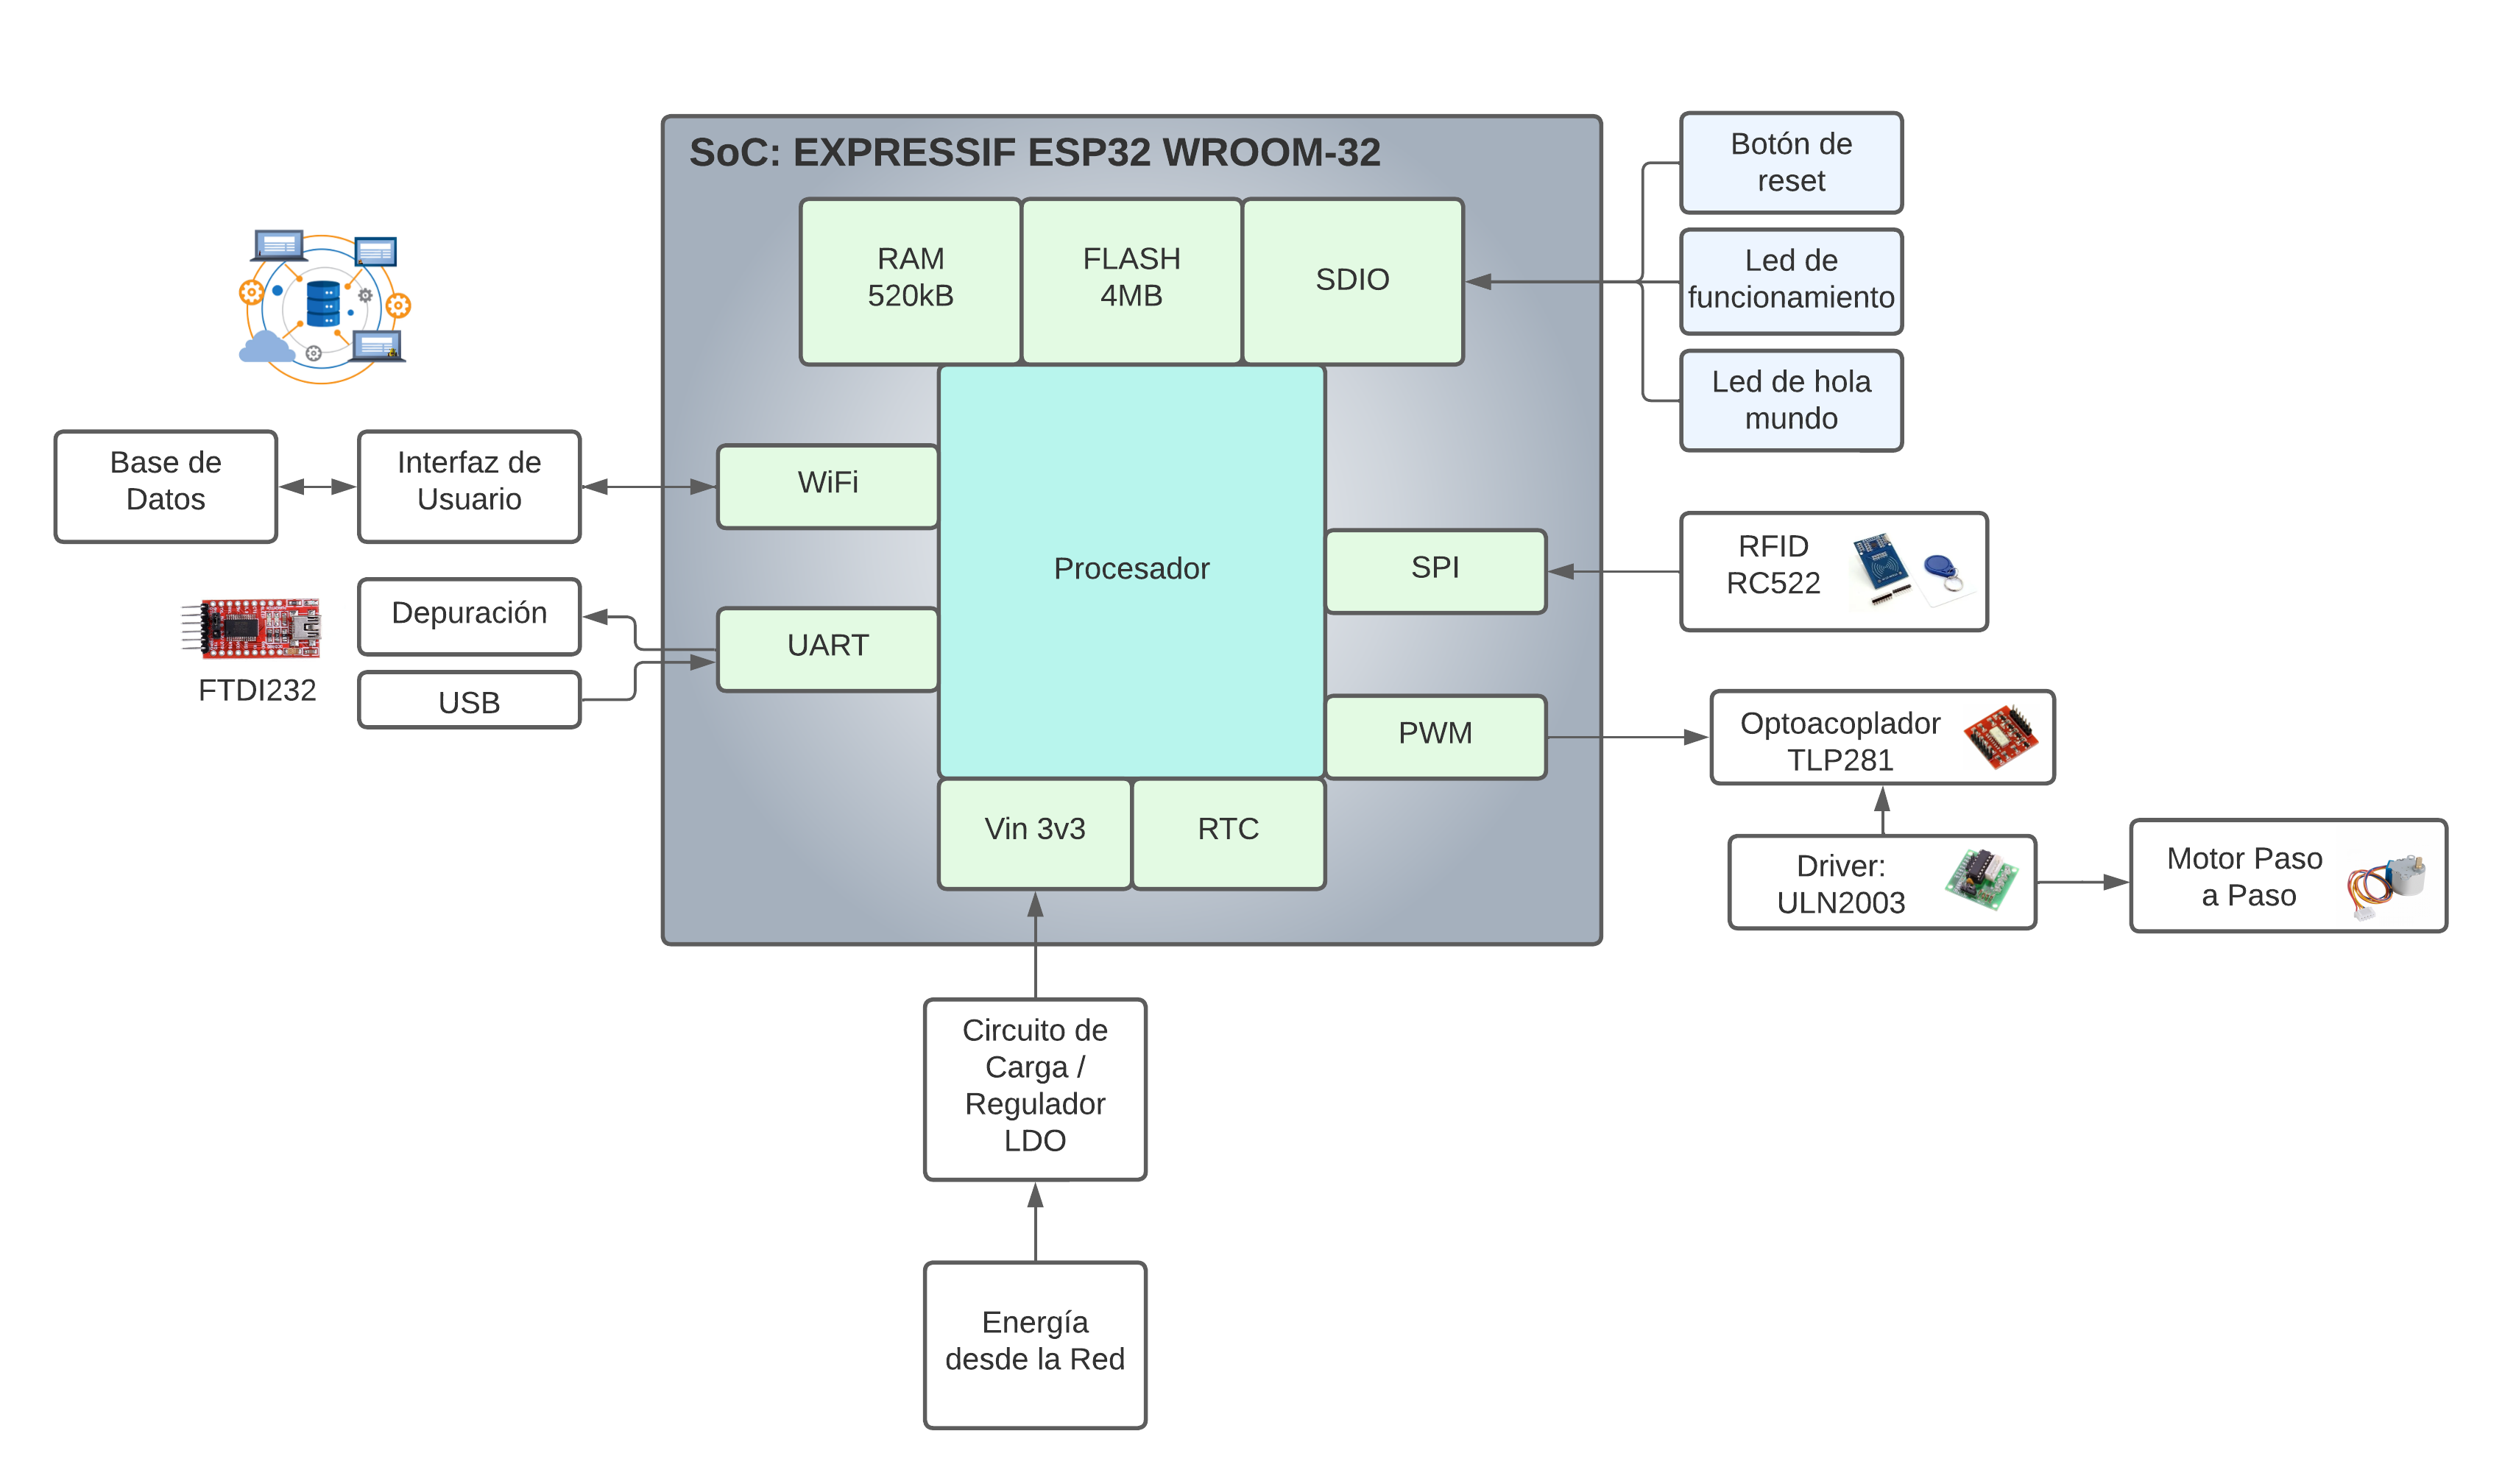 SoC: EXPRESSIF ESP32 WROOM-32
RAM
520kB
FLASH
4MB
SDIO
Botón de
reset
Led de
funcionamiento
Led de hola
mundo
Base de
Datos
Interfaz de
Usuario
WiFi
Procesador
SPI
RFID
RC522
Depuración
UART
USB
FTDI232
PWM
Optoacoplador
TLP281
Vin 3v3
RTC
Driver:
ULN2003
Motor Paso
a Paso
Circuito de
Carga /
Regulador
LDO
Energía
desde la Red